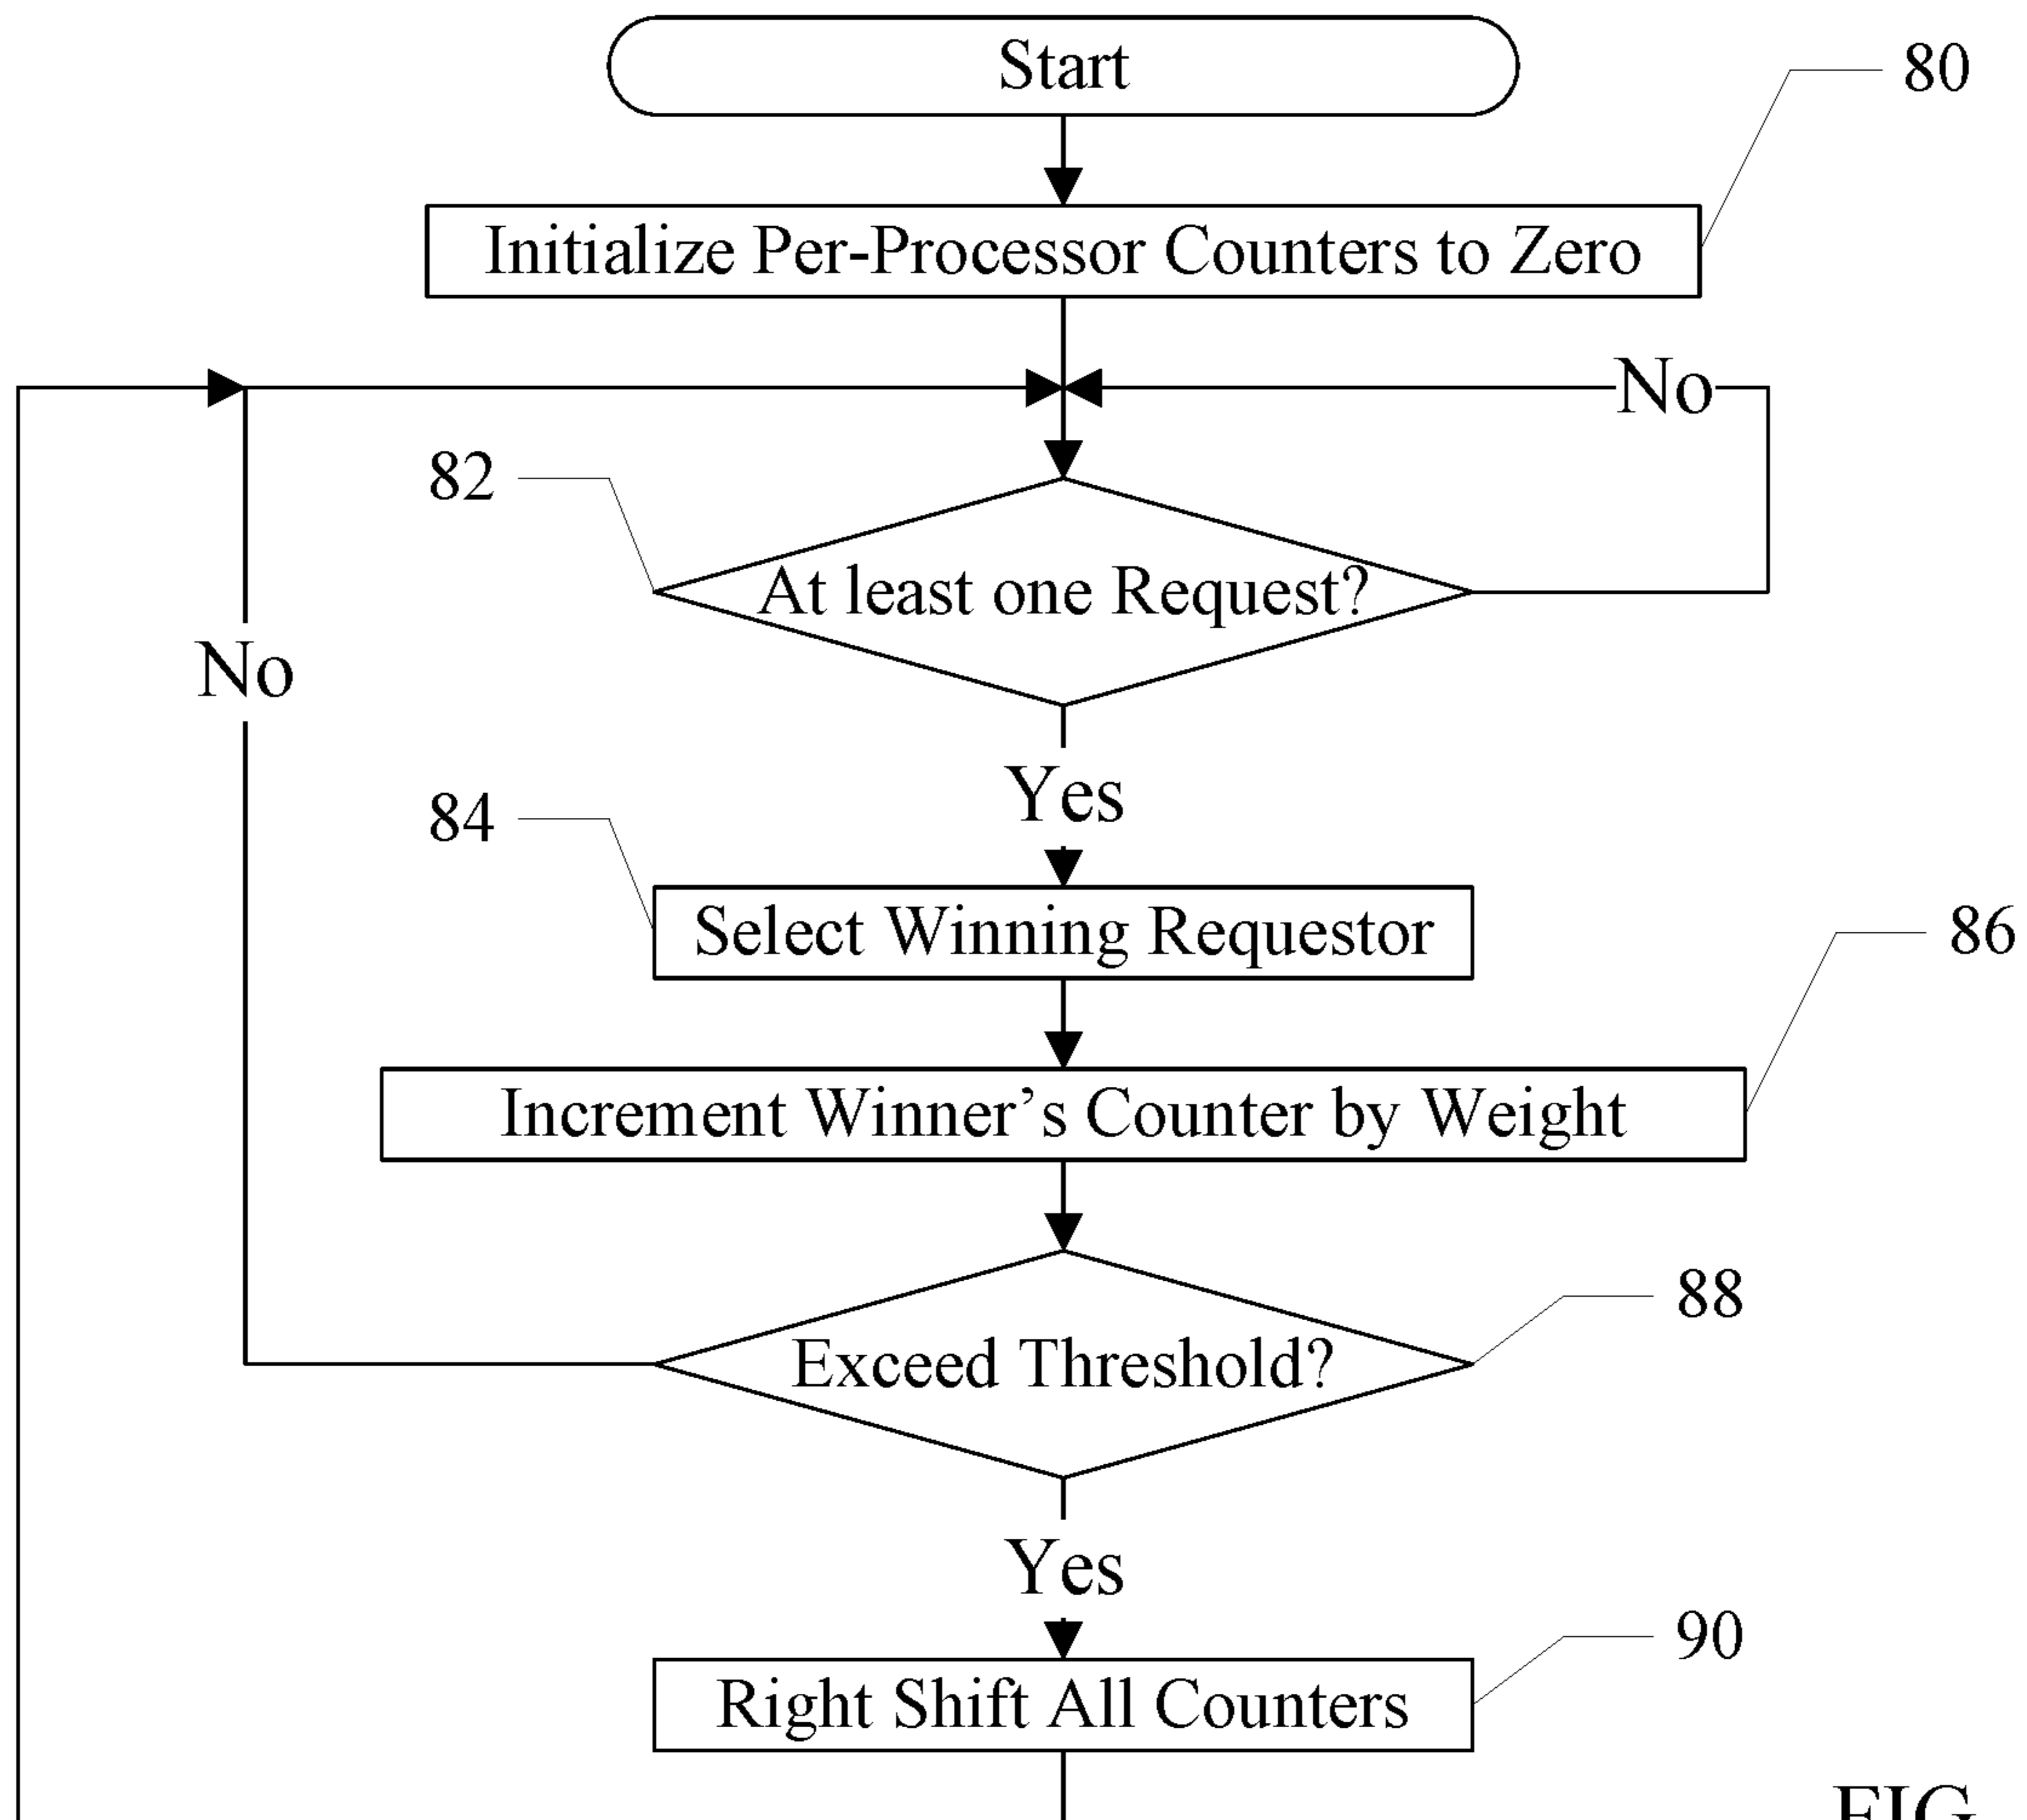 Start
80
Initialize Per-Processor Counters to Zero
No
82
At least one Request?
No
Yes
84
Select Winning Requestor
86
Increment Winner’s Counter by Weight
88
Exceed Threshold?
Yes
90
Right Shift All Counters
FIG